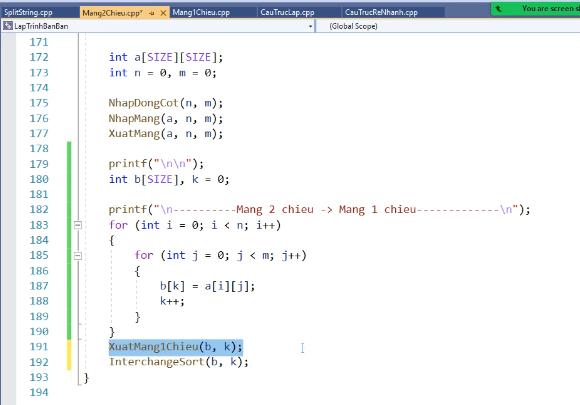 SplitString.cpp Mang2Chieu.cpp* Mang1Chieu.cpp CauTrucLap.cpp CauTrucReNhanh.cpp You are screen s
LapTrinhBanBan (Global Scope)
171
172 int a[SIZE][SIZE];
173 int n = 0, m = 0;
174
175 NhapDongCot(n, m);
176 NhapMang(a, n, m);
177 XuatMang(a, n, m);
178
179 printf("\n\n");
180 int b[SIZE], k = 0;
181
182 printf("\n----------Mang 2 chieu -> Mang 1 chieu-------------\n");
183 for (int i = 0; i < n; i++)
184 {
185 for (int j = 0; j < m; j++)
186 {
187 b[k] = a[i][j];
188 k++;
189 }
190 }
191 XuatMang1Chieu(b, k);
192 InterchangeSort(b, k);
193 }
194